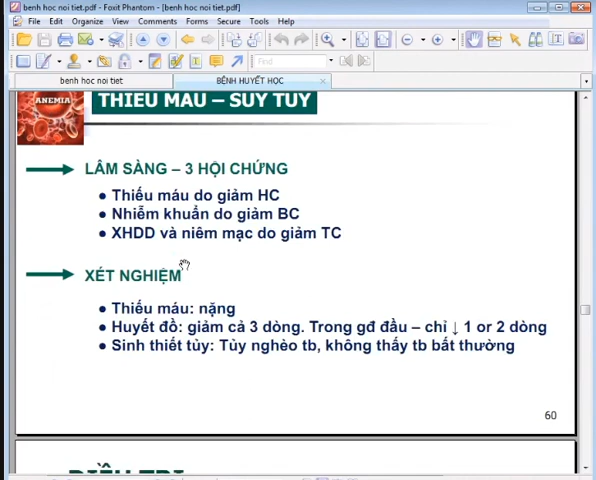 benh hoc noi tiet.pdf - Foxit Phantom - [benh hoc noi tiet.pdf]
File Edit View Comments Forms Secure Tools Help
Find
benh hoc noi tiet
BỆNH HUYẾT HỌC
ANEMIA
THIẾU MÁU – SUY TỦY
LÂM SÀNG – 3 HỘI CHỨNG
• Thiếu máu do giảm HC
• Nhiễm khuẩn do giảm BC
• XHDD và niêm mạc do giảm TC
XÉT NGHIỆM
• Thiếu máu: nặng
• Huyết đồ: giảm cả 3 dòng. Trong gđ đầu – chỉ ↓ 1 or 2 dòng
• Sinh thiết tủy: Tủy nghèo tb, không thấy tb bất thường
60
ĐIỀU TRỊ